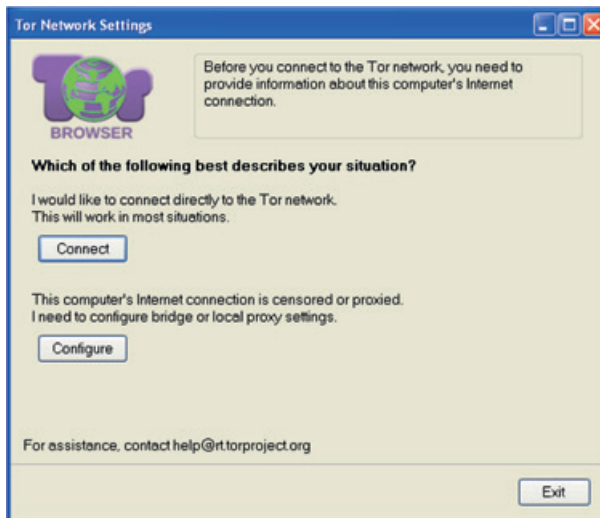 Tor Network Settings
Before you connect to the Tor network, you need to
provide information about this computer's Internet
connection.
Tor
BROWSER
Which of the following best describes your situation?
I would like to connect directly to the Tor network.
This will work in most situations.
Connect
This computer's Internet connection is censored or proxied.
I need to configure bridge or local proxy settings.
Configure
For assistance, contact help@rt.torproject.org
Exit